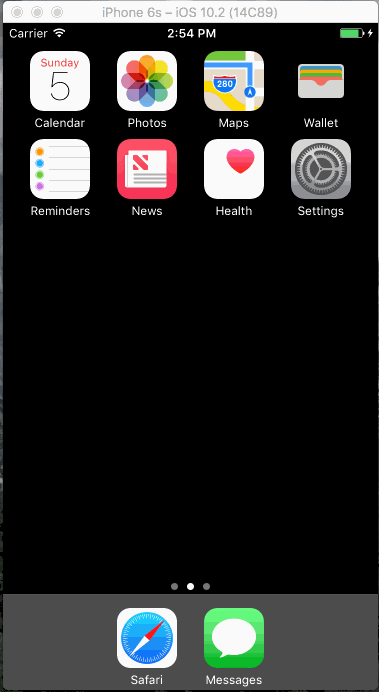 iPhone 6s – iOS 10.2 (14C89)
Carrier 2:54 PM
Sunday
5
280
Calendar Photos Maps Wallet
Reminders News Health Settings
Safari Messages